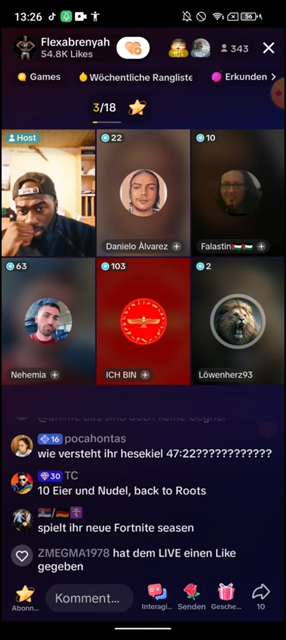 13:26
56
Flexabrenyah
54.8K Likes
343
Games
Wöchentliche Rangliste
Erkunden
3/18
Host
22
10
Danielo Àlvarez
Falastin🇵🇸🇵🇸
63
103
2
Nehemia
ICH BIN
Löwenherz93
16 pocahontas
wie versteht ihr hesekiel 47:22????????????
30 TC
10 Eier und Nudel, back to Roots
spielt ihr neue Fortnite seasen
ZMEGMA1978 hat dem LIVE einen Like
gegeben
Abonn...
Komment...
Interagi...
Senden
Gesche...
10